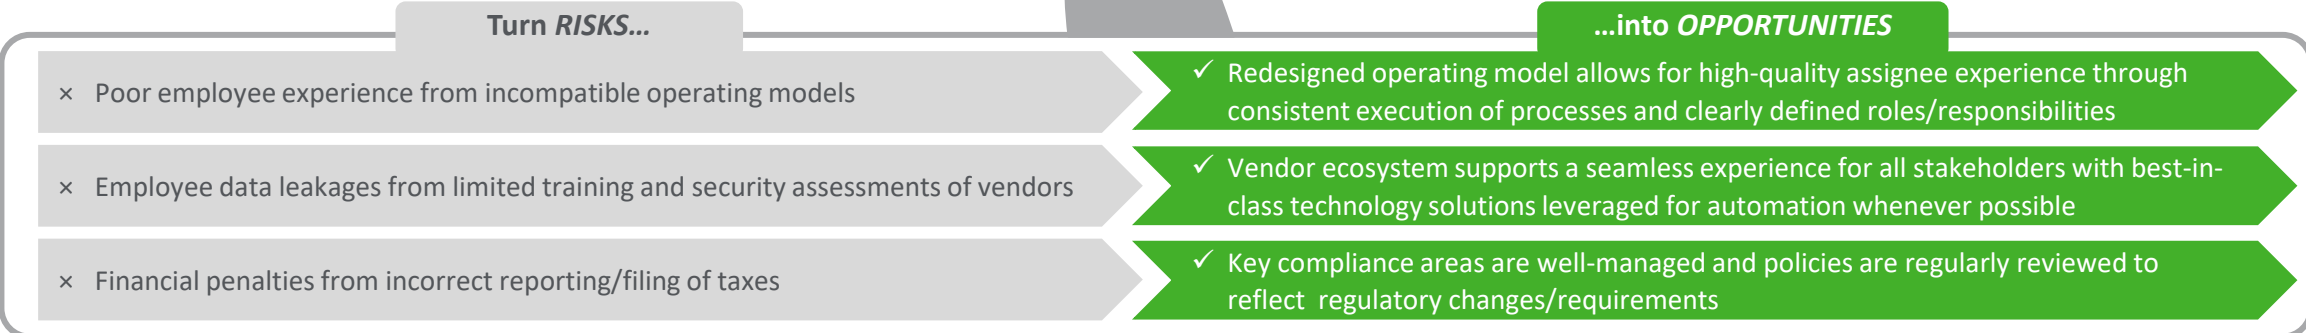 Turn RISKS...
...into OPPORTUNITIES
× Poor employee experience from incompatible operating models
✓ Redesigned operating model allows for high-quality assignee experience through
consistent execution of processes and clearly defined roles/responsibilities
× Employee data leakages from limited training and security assessments of vendors
✓ Vendor ecosystem supports a seamless experience for all stakeholders with best-in-
class technology solutions leveraged for automation whenever possible
× Financial penalties from incorrect reporting/filing of taxes
✓ Key compliance areas are well-managed and policies are regularly reviewed to
reflect  regulatory changes/requirements